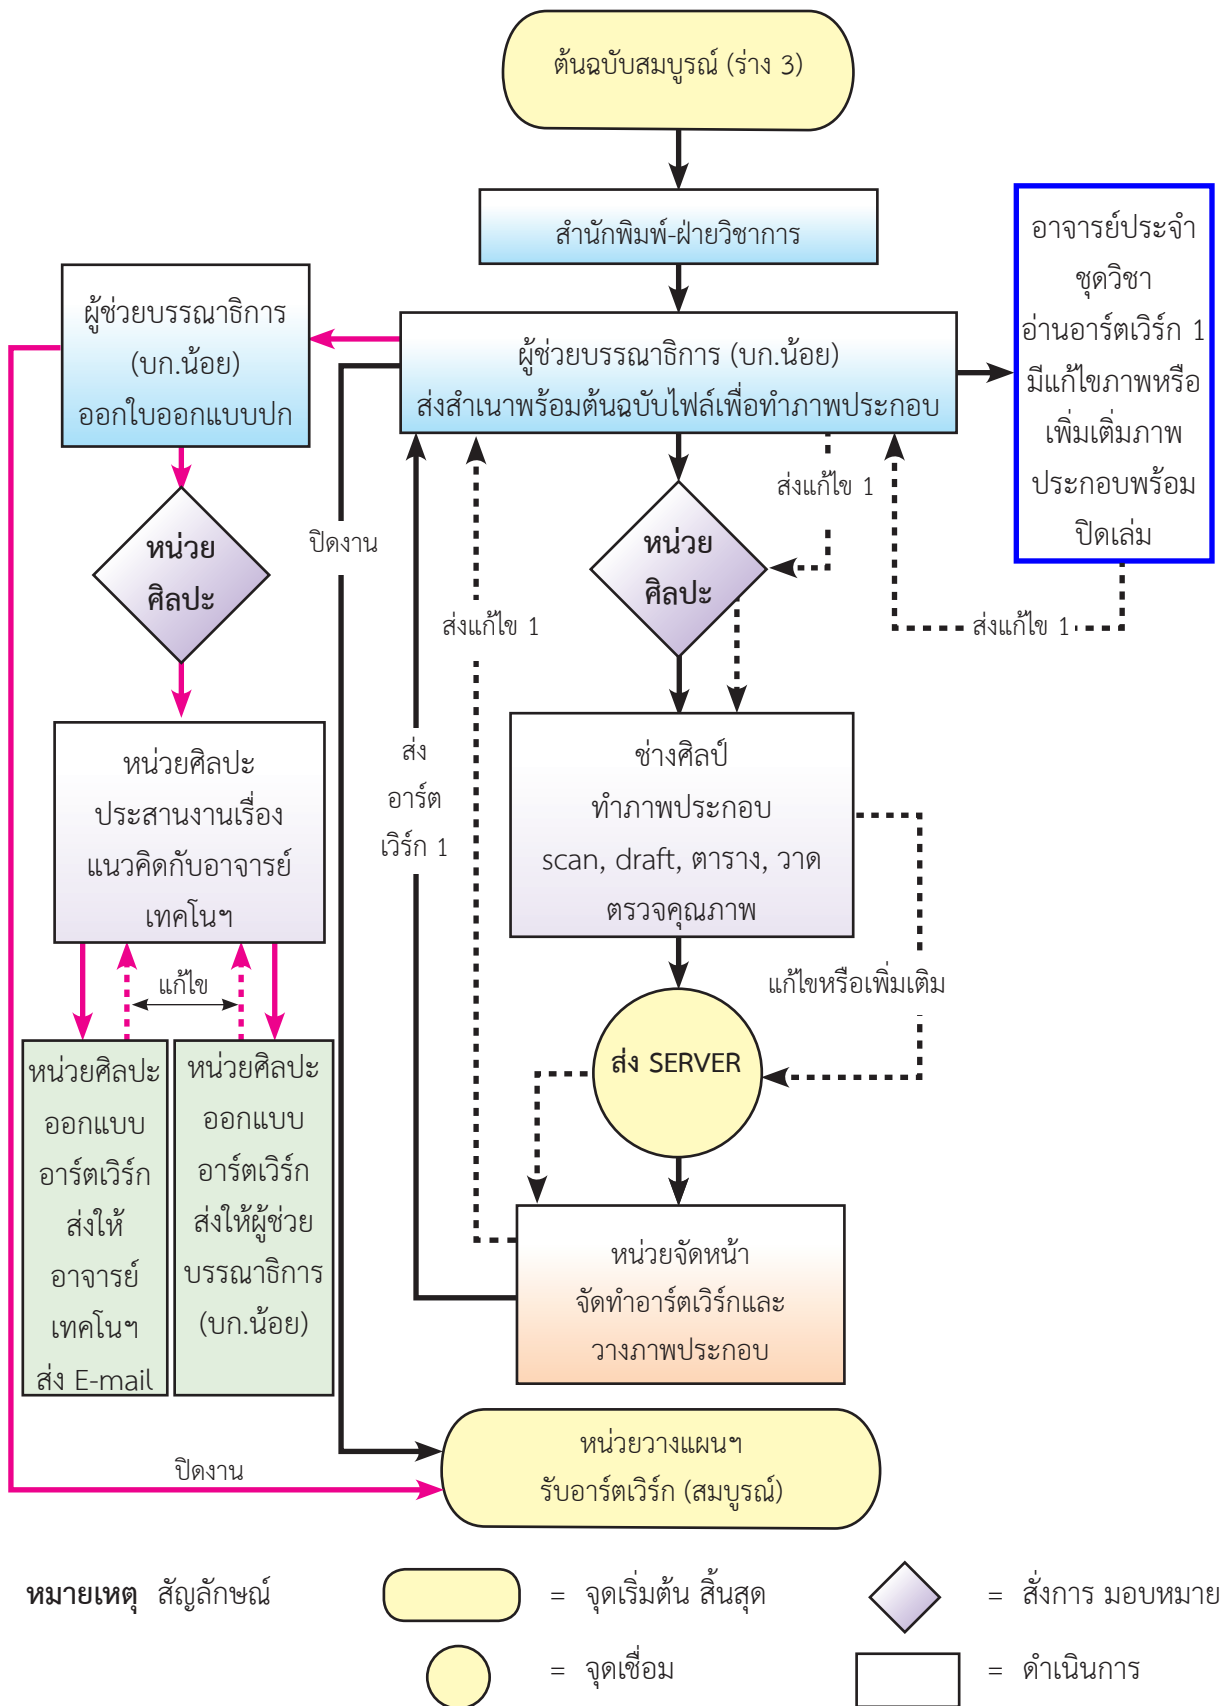 ต้นฉบับสมบูรณ์ (ร่าง 3)
สำนักพิมพ์-ฝ่ายวิชาการ
ผู้ช่วยบรรณาธิการ
(บก.น้อย)
ออกใบออกแบบปก
ผู้ช่วยบรรณาธิการ (บก.น้อย)
ส่งสำเนาพร้อมต้นฉบับไฟล์เพื่อทำภาพประกอบ
อาจารย์ประจำ
ชุดวิชา
อ่านอาร์ตเวิร์ก 1
มีแก้ไขภาพหรือ
เพิ่มเติ่มภาพ
ประกอบพร้อม
ปิดเล่ม
ส่งแก้ไข 1
ปิดงาน
หน่วย
ศิลปะ
หน่วย
ศิลปะ
ส่งแก้ไข 1
ส่งแก้ไข 1
หน่วยศิลปะ
ประสานงานเรื่อง
แนวคิดกับอาจารย์
เทคโนฯ
ส่ง
อาร์ต
เวิร์ก 1
ช่างศิลป์
ทำภาพประกอบ
scan, draft, ตาราง, วาด
ตรวจคุณภาพ
แก้ไข
แก้ไขหรือเพิ่มเติม
หน่วยศิลปะ
ออกแบบ
อาร์ตเวิร์ก
ส่งให้
อาจารย์
เทคโนฯ
ส่ง E-mail
หน่วยศิลปะ
ออกแบบ
อาร์ตเวิร์ก
ส่งให้ผู้ช่วย
บรรณาธิการ
(บก.น้อย)
ส่ง SERVER
หน่วยจัดหน้า
จัดทำอาร์ตเวิร์กและ
วางภาพประกอบ
หน่วยวางแผนฯ
รับอาร์ตเวิร์ก (สมบูรณ์)
ปิดงาน
หมายเหตุ สัญลักษณ์
= จุดเริ่มต้น สิ้นสุด
= สั่งการ มอบหมาย
= จุดเชื่อม
= ดำเนินการ